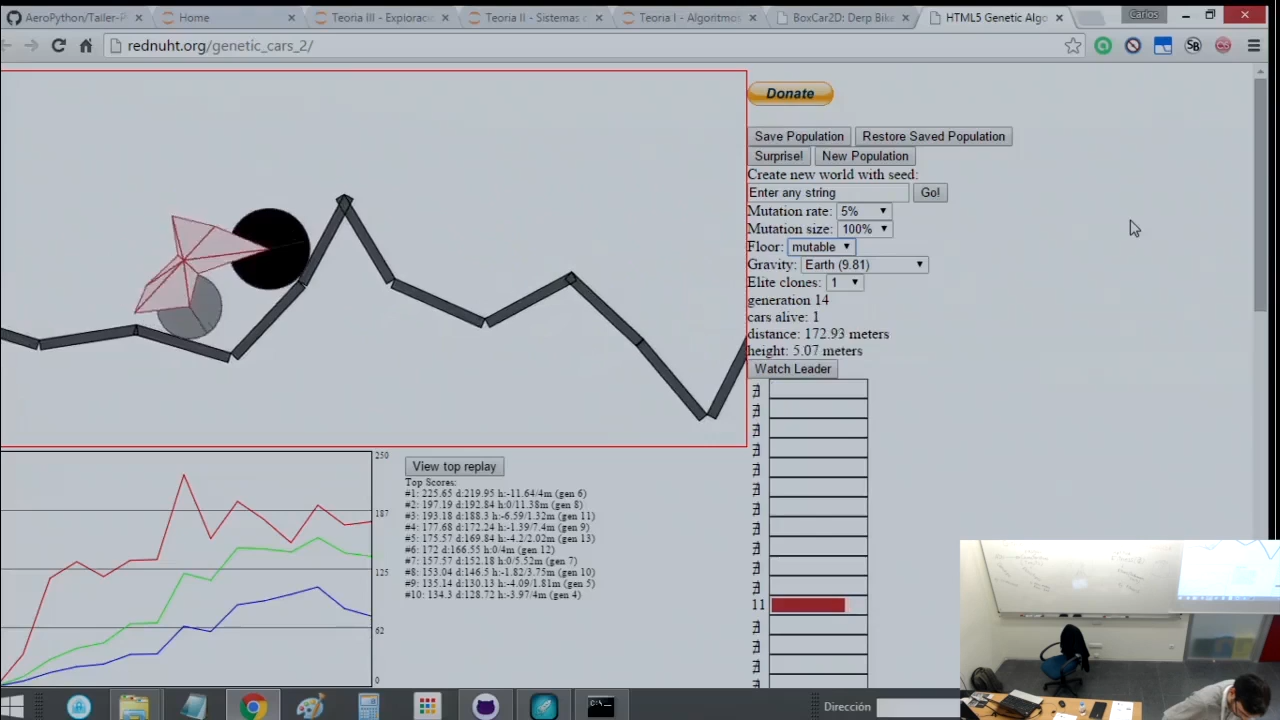 AeroPython/Taller-P
Home
Teoria III - Exploraci
Teoria II - Sistemas
Teoria I - Algoritmos
BoxCar2D: Derp Bike
HTML5 Genetic Algo
Carlos
rednuht.org/genetic_cars_2/
Donate
Save Population
Restore Saved Population
Surprise!
New Population
Create new world with seed:
Enter any string
Go!
Mutation rate: 5%
Mutation size: 100%
Floor: mutable
Gravity: Earth (9.81)
Elite clones: 1
generation 14
cars alive: 1
distance: 172.93 meters
height: 5.07 meters
Watch Leader
∄
∄
∄
∄
∄
∄
∄
∄
∄
∄
∄
11
∄
∄
∄
∄
250
187
125
62
0
View top replay
Top Scores:
#1: 225.65 d:219.95 h:-11.64/4m (gen 6)
#2: 197.19 d:192.84 h:0/11.38m (gen 8)
#3: 193.18 d:188.3 h:-6.59/1.32m (gen 11)
#4: 177.68 d:172.24 h:-1.39/7.4m (gen 9)
#5: 175.57 d:169.84 h:-4.2/2.02m (gen 13)
#6: 172 d:166.55 h:0/4m (gen 12)
#7: 157.57 d:152.18 h:0/5.52m (gen 7)
#8: 153.04 d:146.5 h:-1.82/3.75m (gen 10)
#9: 135.14 d:130.13 h:-4.09/1.81m (gen 5)
#10: 134.3 d:128.72 h:-3.97/4m (gen 4)
Dirección